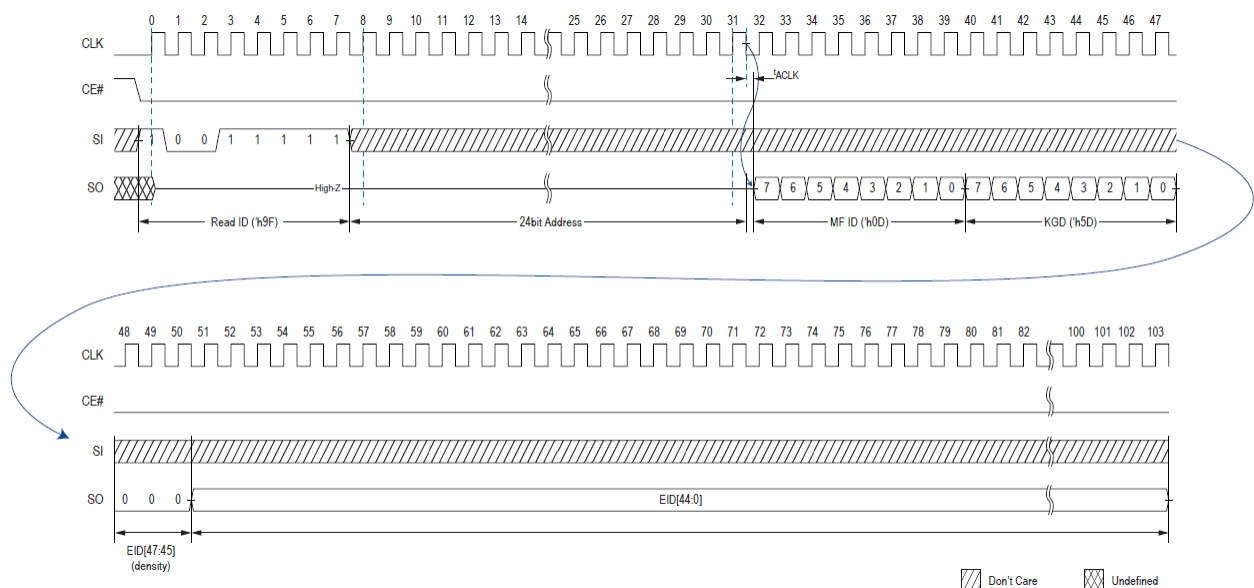 0 1 2 3 4 5 6 7 8 9 10 11 12 13 14 25 26 27 28 29 30 31 32 33 34 35 36 37 38 39 40 41 42 43 44 45 46 47
CLK
tACLK
CE#
SI 1 0 0 1 1 1 1 1
SO High-Z 7 6 5 4 3 2 1 0 7 6 5 4 3 2 1 0
Read ID ('h9F) 24bit Address MF ID ('h0D) KGD ('h5D)
48 49 50 51 52 53 54 55 56 57 58 59 60 61 62 63 64 65 66 67 68 69 70 71 72 73 74 75 76 77 78 79 80 81 82 100 101 102 103
CLK
CE#
SI
SO 0 0 0 EID[44:0]
EID[47:45]
(density)
Don't Care Undefined